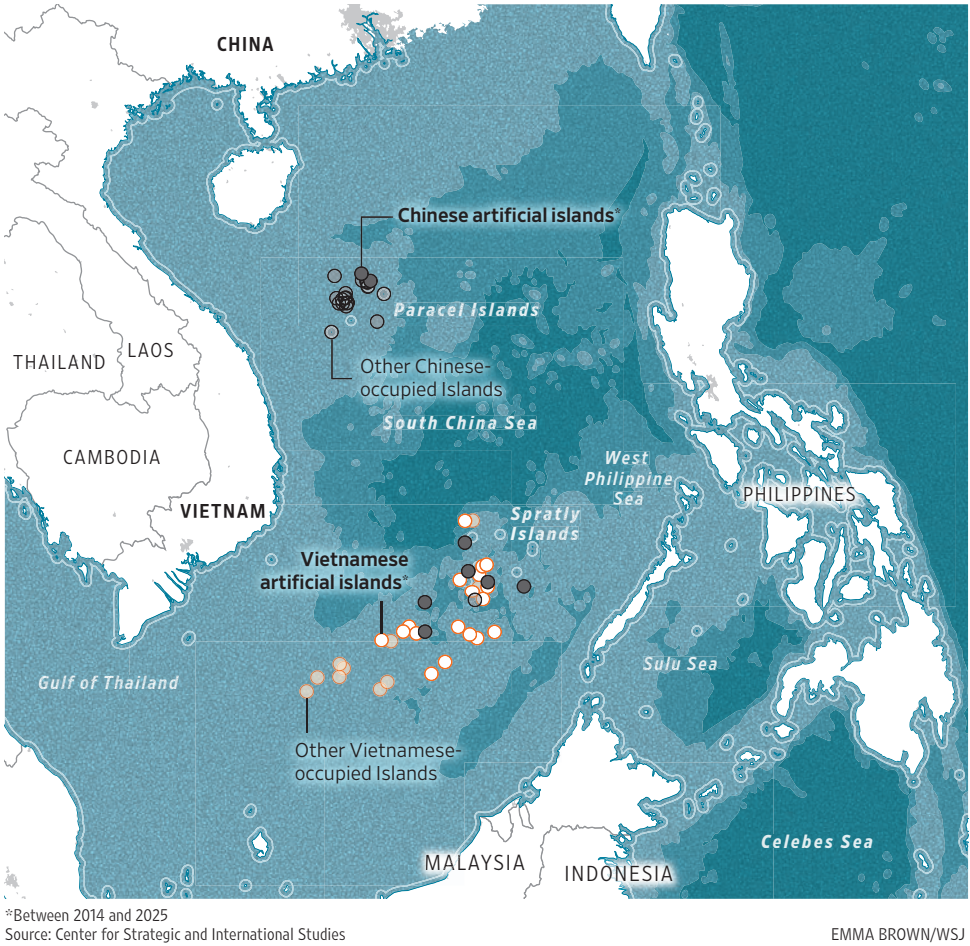 CHINA
Chinese artificial islands*
Paracel Islands
Other Chinese-
occupied Islands
THAILAND
LAOS
South China Sea
CAMBODIA
West
Philippine
Sea
PHILIPPINES
VIETNAM
Spratly
Islands
Vietnamese
artificial islands*
Gulf of Thailand
Sulu Sea
Other Vietnamese-
occupied Islands
Celebes Sea
MALAYSIA
INDONESIA
*Between 2014 and 2025
Source: Center for Strategic and International Studies
EMMA BROWN/WSJ